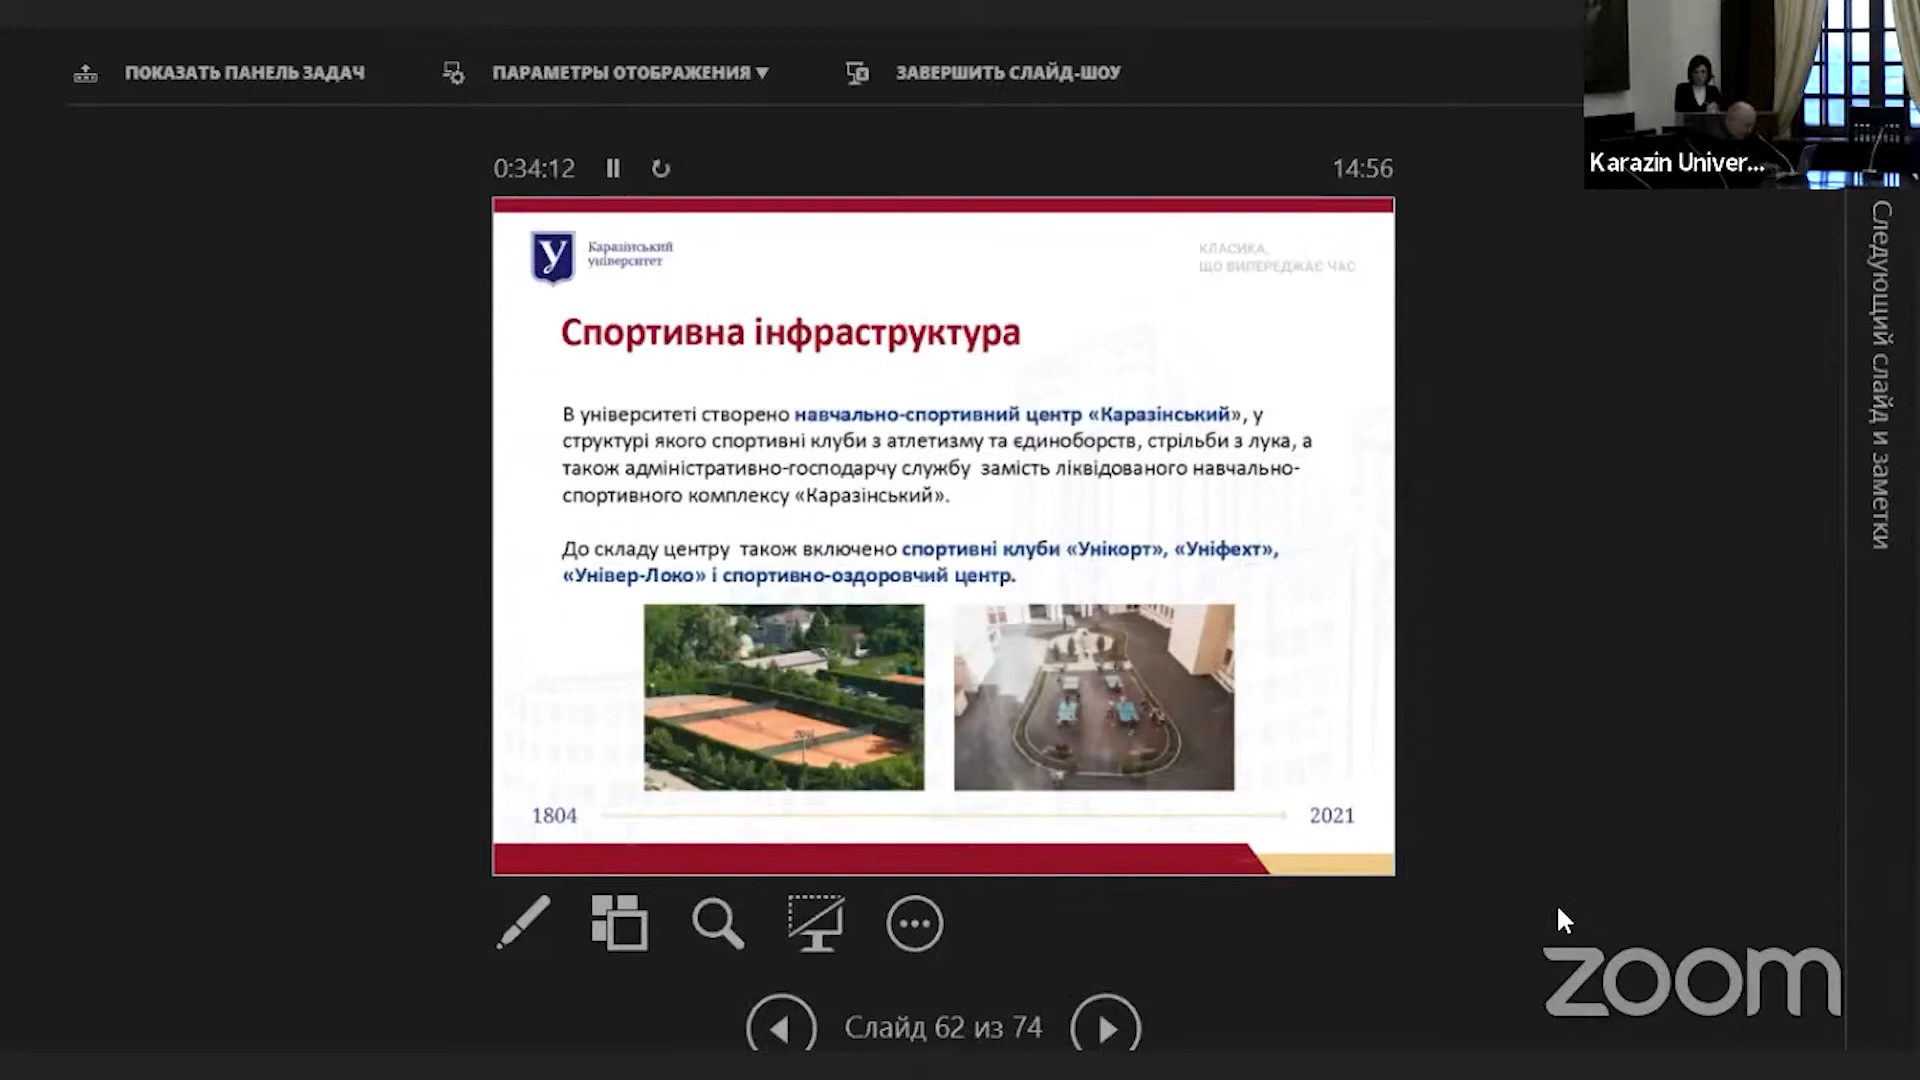 ПОКАЗАТЬ ПАНЕЛЬ ЗАДАЧ
ПАРАМЕТРЫ ОТОБРАЖЕНИЯ ▼
ЗАВЕРШИТЬ СЛАЙД-ШОУ
Karazin Univer...
0:34:12
14:56
У
Каразінський
університет
КЛАСИКА,
ЩО ВИПЕРЕДЖАЄ ЧАС
Спортивна інфраструктура
В університеті створено навчально-спортивний центр «Каразінський», у
структурі якого спортивні клуби з атлетизму та єдиноборств, стрільби з лука, а
також адміністративно-господарчу службу замість ліквідованого навчально-
спортивного комплексу «Каразінський».
До складу центру також включено спортивні клуби «Унікорт», «Уніфехт»,
«Універ-Локо» і спортивно-оздоровчий центр.
1804
2021
Слайд 62 из 74
Следующий слайд и заметки
zoom